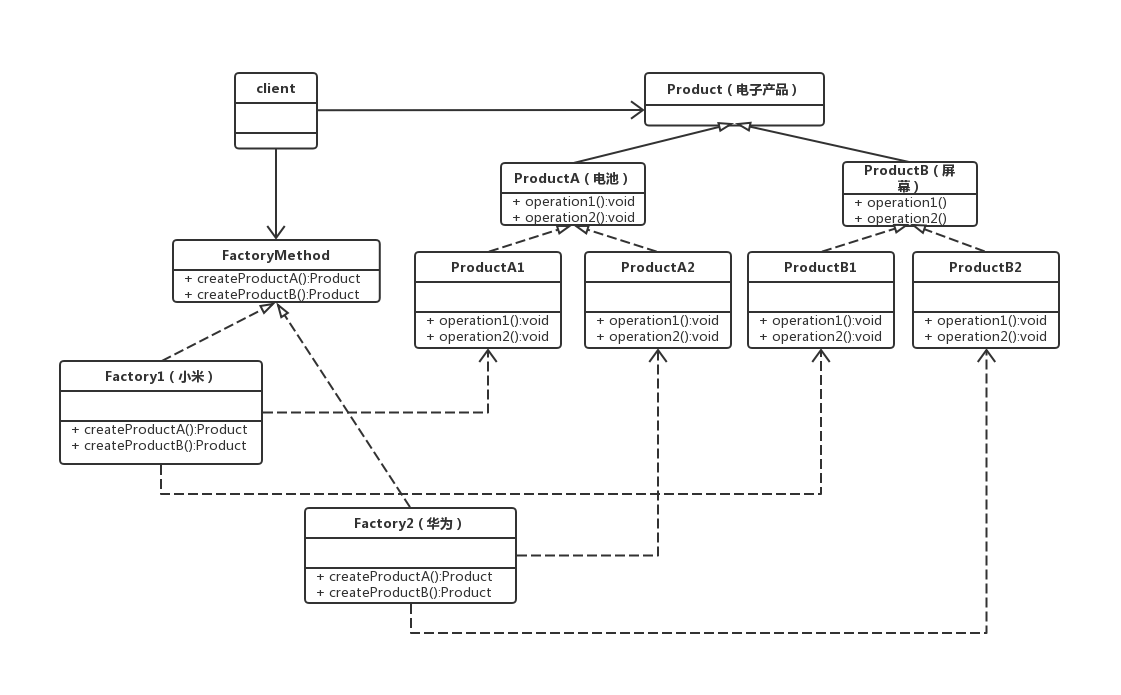 client
Product（电子产品）
ProductA（电池）
+ operation1():void
+ operation2():void
ProductB（屏
幕）
+ operation1()
+ operation2()
FactoryMethod
+ createProductA():Product
+ createProductB():Product
ProductA1
+ operation1():void
+ operation2():void
ProductA2
+ operation1():void
+ operation2():void
ProductB1
+ operation1():void
+ operation2():void
ProductB2
+ operation1():void
+ operation2():void
Factory1（小米）
+ createProductA():Product
+ createProductB():Product
Factory2（华为）
+ createProductA():Product
+ createProductB():Product